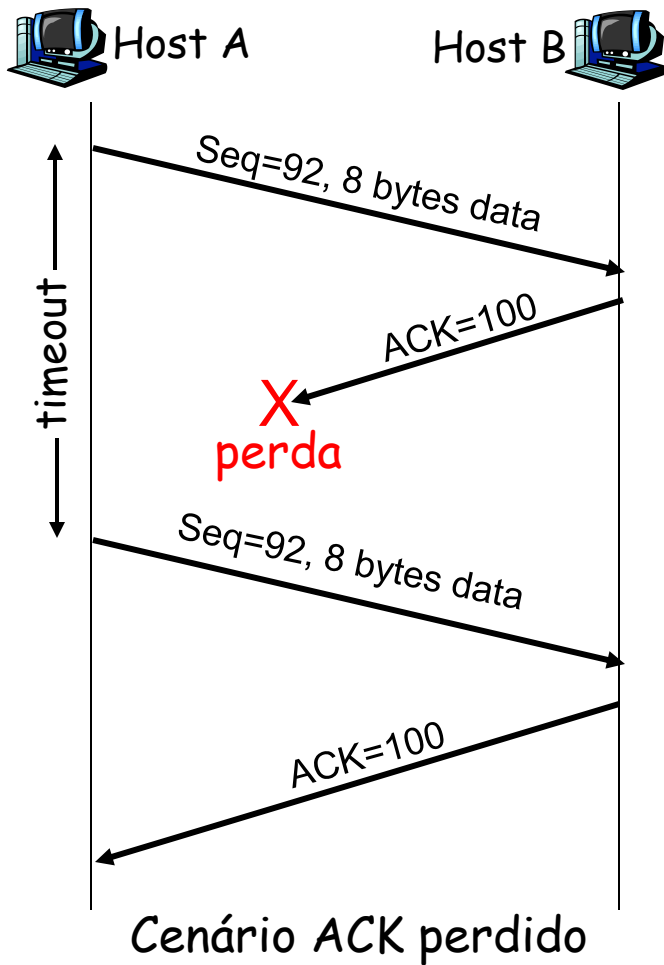 Host A
Host B
Seq=92, 8 bytes data
timeout
ACK=100
X
perda
Seq=92, 8 bytes data
ACK=100
Cenário ACK perdido